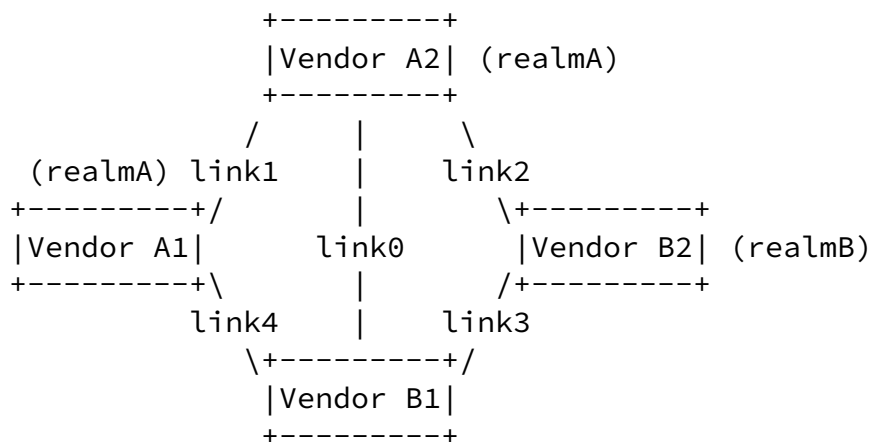 +---------+
|Vendor A2| (realmA)
+---------+
/ | \
(realmA) link1 | link2
+---------+/ | \+---------+
|Vendor A1| link0 |Vendor B2| (realmB)
+---------+\ | /+---------+
link4 | link3
\+---------+/
|Vendor B1|
+---------+